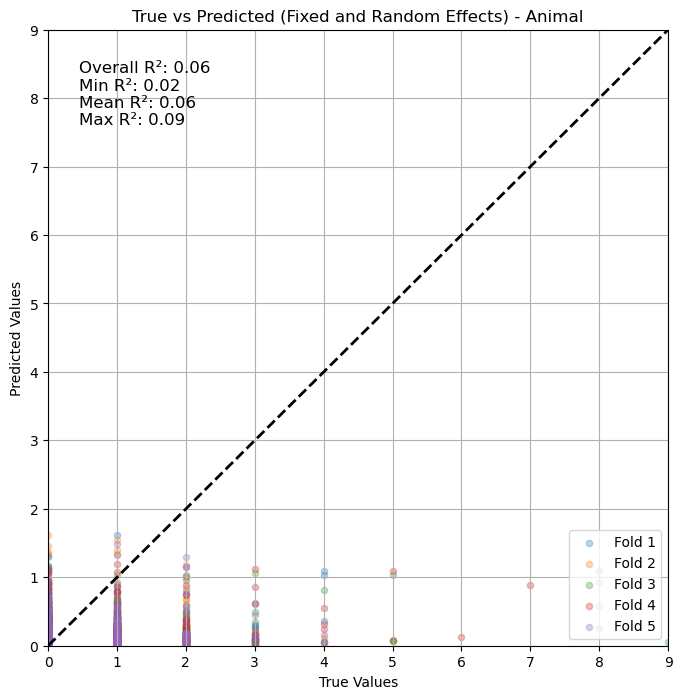 True vs Predicted (Fixed and Random Effects) - Animal
Overall R²: 0.06
Min R²: 0.02
Mean R²: 0.06
Max R²: 0.09
9
8
7
6
5
4
3
2
1
0
Predicted Values
Fold 1
Fold 2
Fold 3
Fold 4
Fold 5
0 1 2 3 4 5 6 7 8 9
True Values